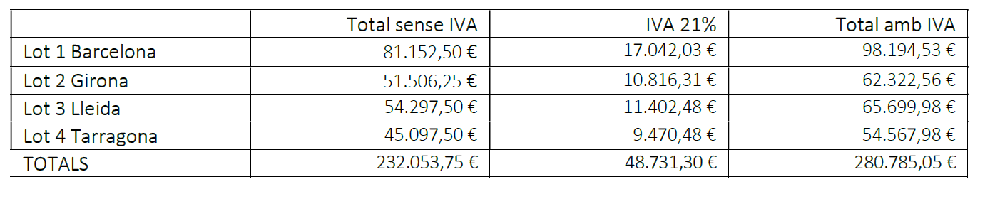 Total sense IVA IVA 21% Total amb IVA
Lot 1 Barcelona 81.152,50 € 17.042,03 € 98.194,53 €
Lot 2 Girona 51.506,25 € 10.816,31 € 62.322,56 €
Lot 3 Lleida 54.297,50 € 11.402,48 € 65.699,98 €
Lot 4 Tarragona 45.097,50 € 9.470,48 € 54.567,98 €
TOTALS 232.053,75 € 48.731,30 € 280.785,05 €